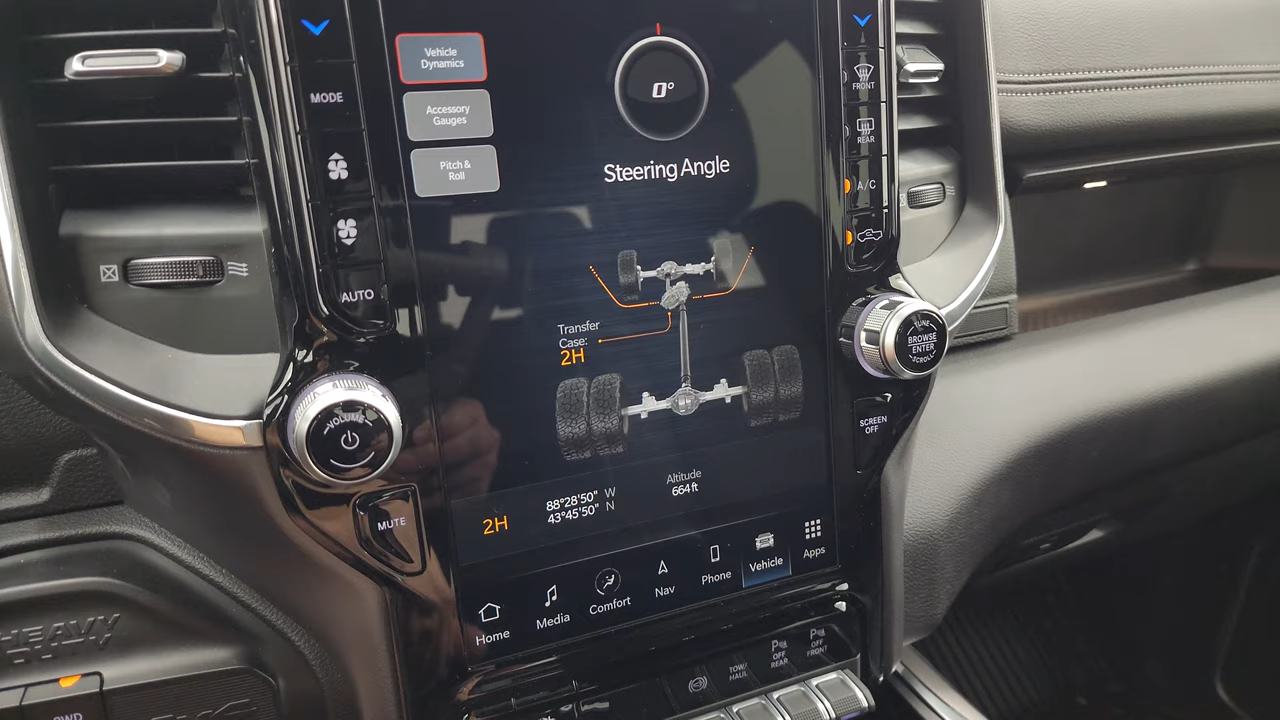 MODE
AUTO
VOLUME
MUTE
HEAVY
DUTY
Vehicle
Dynamics
Accessory
Gauges
Pitch &
Roll
0°
Steering Angle
Transfer
Case:
2H
2H
88°28'50" W
43°45'50" N
Altitude
664 ft
Home
Media
Comfort
Nav
Phone
Vehicle
Apps
FRONT
REAR
A/C
TUNE
BROWSE
ENTER
SCROLL
SCREEN
OFF
TOW/
HAUL
P
OFF
REAR
P
OFF
FRONT